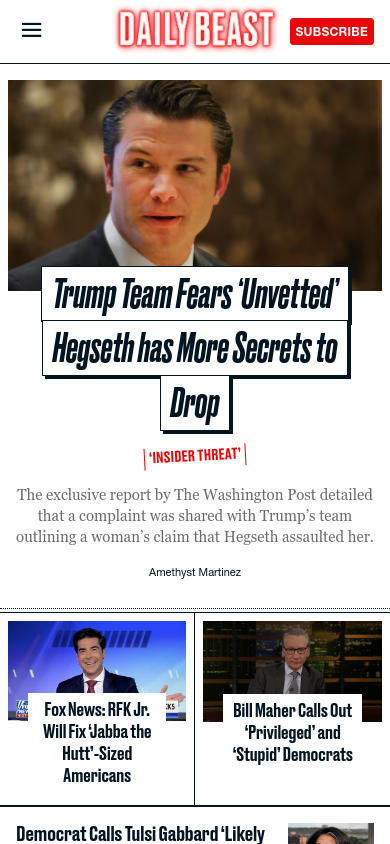 DAILY BEAST
SUBSCRIBE
Trump Team Fears ‘Unvetted’
Hegseth has More Secrets to
Drop
‘INSIDER THREAT’
The exclusive report by The Washington Post detailed
that a complaint was shared with Trump’s team
outlining a woman’s claim that Hegseth assaulted her.
Amethyst Martinez
Fox News: RFK Jr.
Will Fix ‘Jabba the
Hutt’-Sized
Americans
Bill Maher Calls Out
‘Privileged’ and
‘Stupid’ Democrats
Democrat Calls Tulsi Gabbard ‘Likely